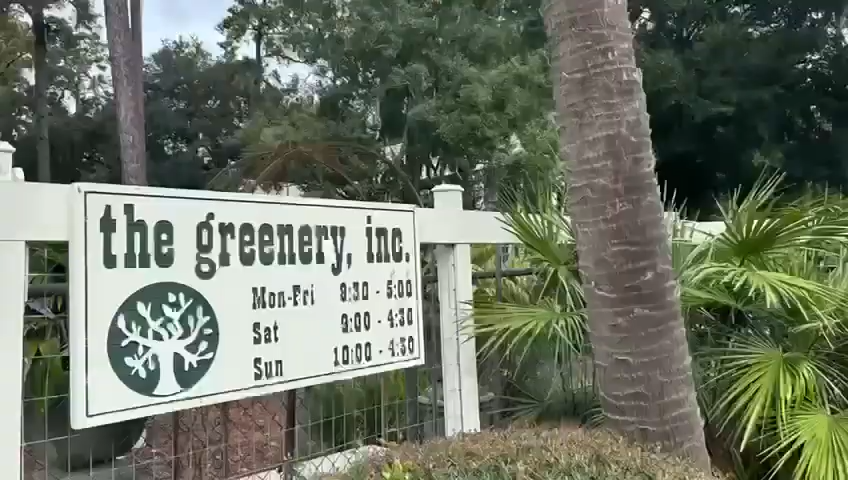 the greenery, inc.
Mon-Fri 8:30 - 5:00
Sat 9:00 - 4:30
Sun 10:00 - 4:30